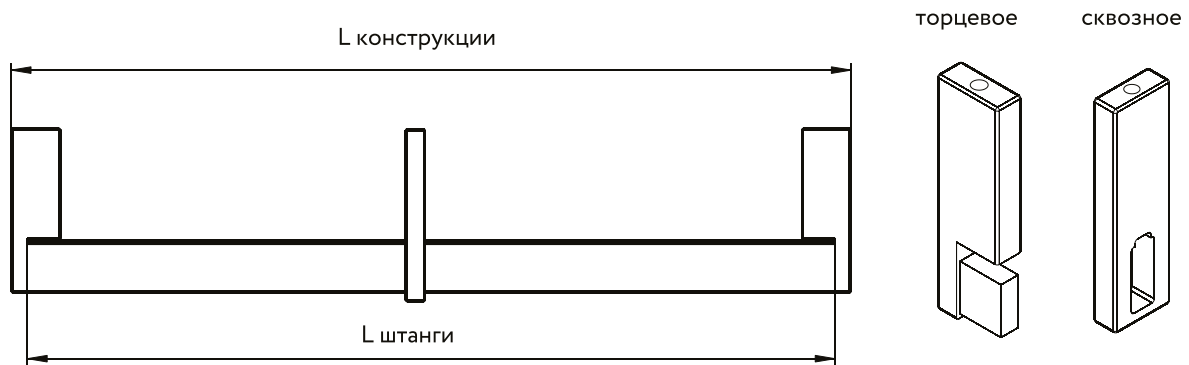 торцевое
сквозное
L конструкции
L штанги